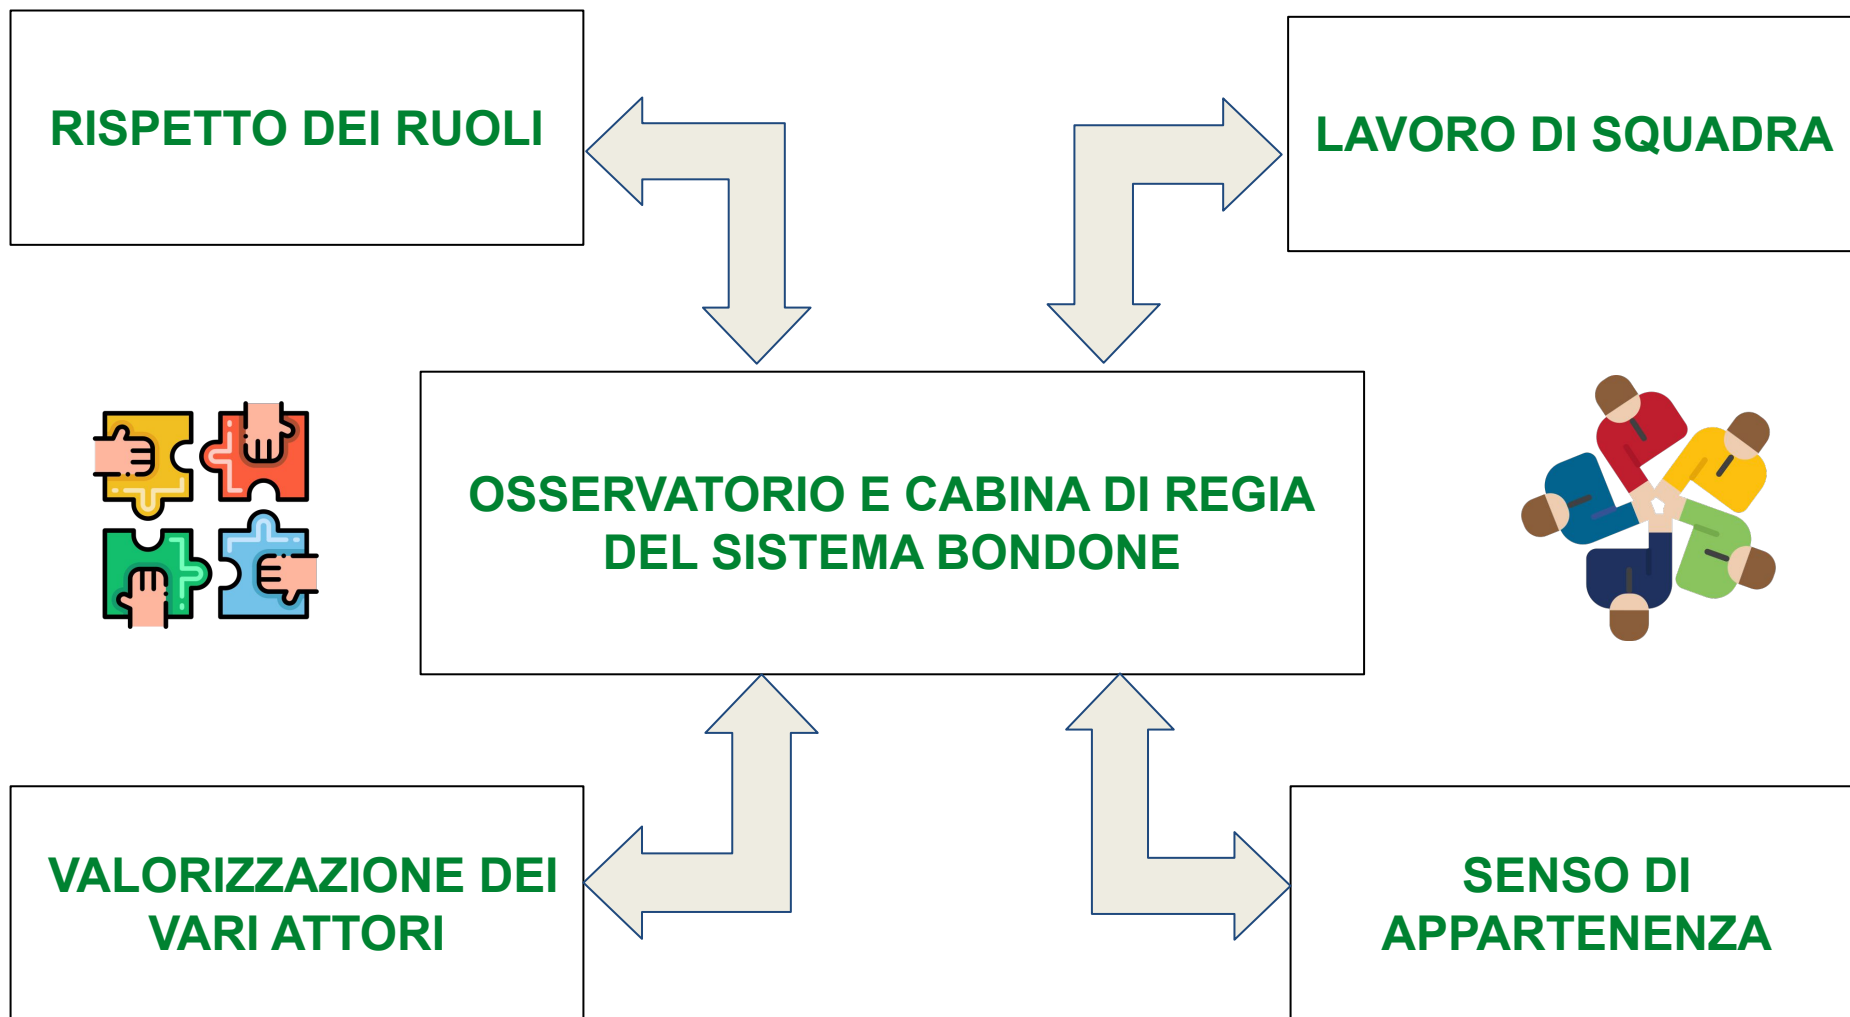 RISPETTO DEI RUOLI
LAVORO DI SQUADRA
OSSERVATORIO E CABINA DI REGIA
DEL SISTEMA BONDONE
VALORIZZAZIONE DEI
VARI ATTORI
SENSO DI
APPARTENENZA